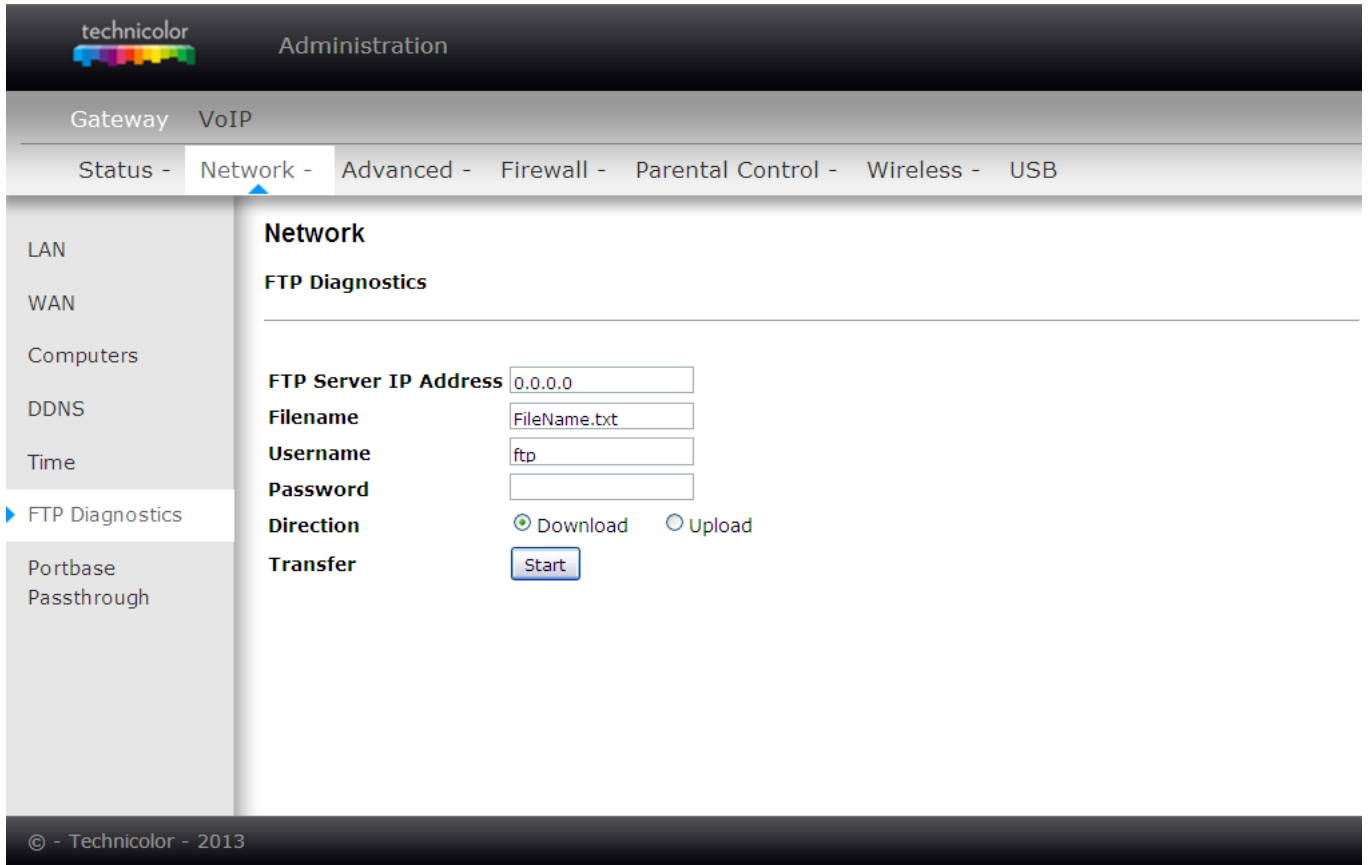 technicolor
Administration
Gateway VoIP
Status - Network - Advanced - Firewall - Parental Control - Wireless - USB
LAN
WAN
Computers
DDNS
Time
FTP Diagnostics
Portbase
Passthrough
Network
FTP Diagnostics
FTP Server IP Address 0.0.0.0
Filename FileName.txt
Username ftp
Password
Direction Download Upload
Transfer Start
© - Technicolor - 2013